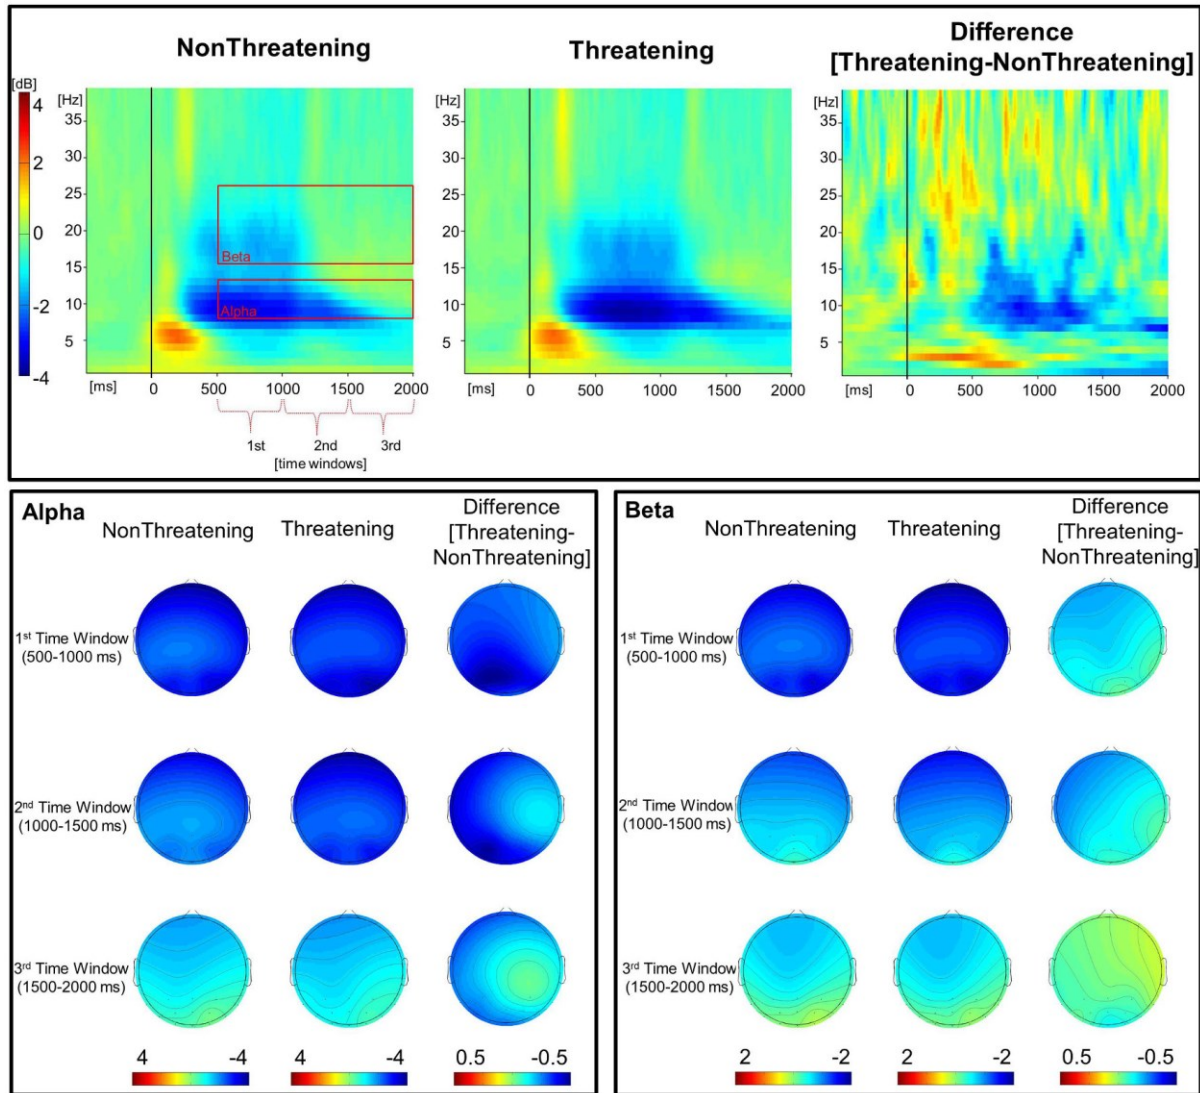 NonThreatening
Threatening
Difference
[Threatening-NonThreatening]
[dB]
4
2
0
-2
-4
[Hz]
35
30
25
20
15
10
5
Beta
Alpha
[ms] 0 500 1000 1500 2000
1st 2nd 3rd
[time windows]
[Hz]
35
30
25
20
15
10
5
[ms] 0 500 1000 1500 2000
[Hz]
35
30
25
20
15
10
5
[ms] 0 500 1000 1500 2000
Alpha
NonThreatening
Threatening
Difference
[Threatening-
NonThreatening]
1st Time Window
(500-1000 ms)
2nd Time Window
(1000-1500 ms)
3rd Time Window
(1500-2000 ms)
4 -4
4 -4
0.5 -0.5
Beta
NonThreatening
Threatening
Difference
[Threatening-
NonThreatening]
1st Time Window
(500-1000 ms)
2nd Time Window
(1000-1500 ms)
3rd Time Window
(1500-2000 ms)
2 -2
2 -2
0.5 -0.5